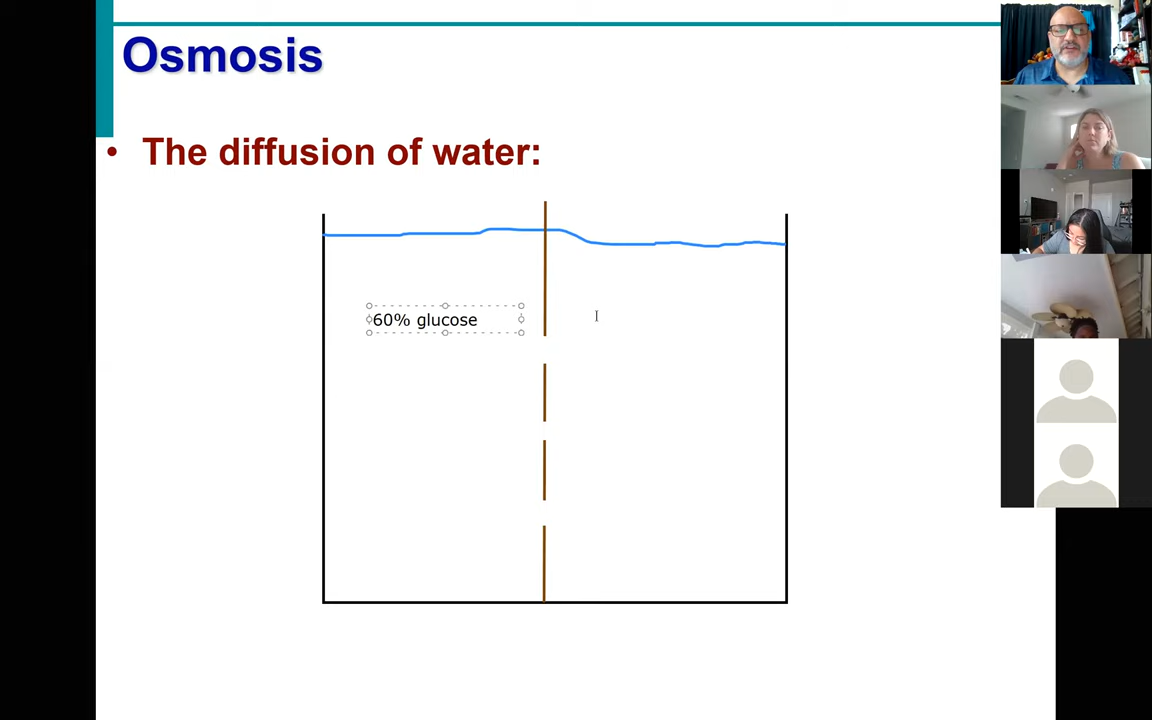 Osmosis
• The diffusion of water:
60% glucose